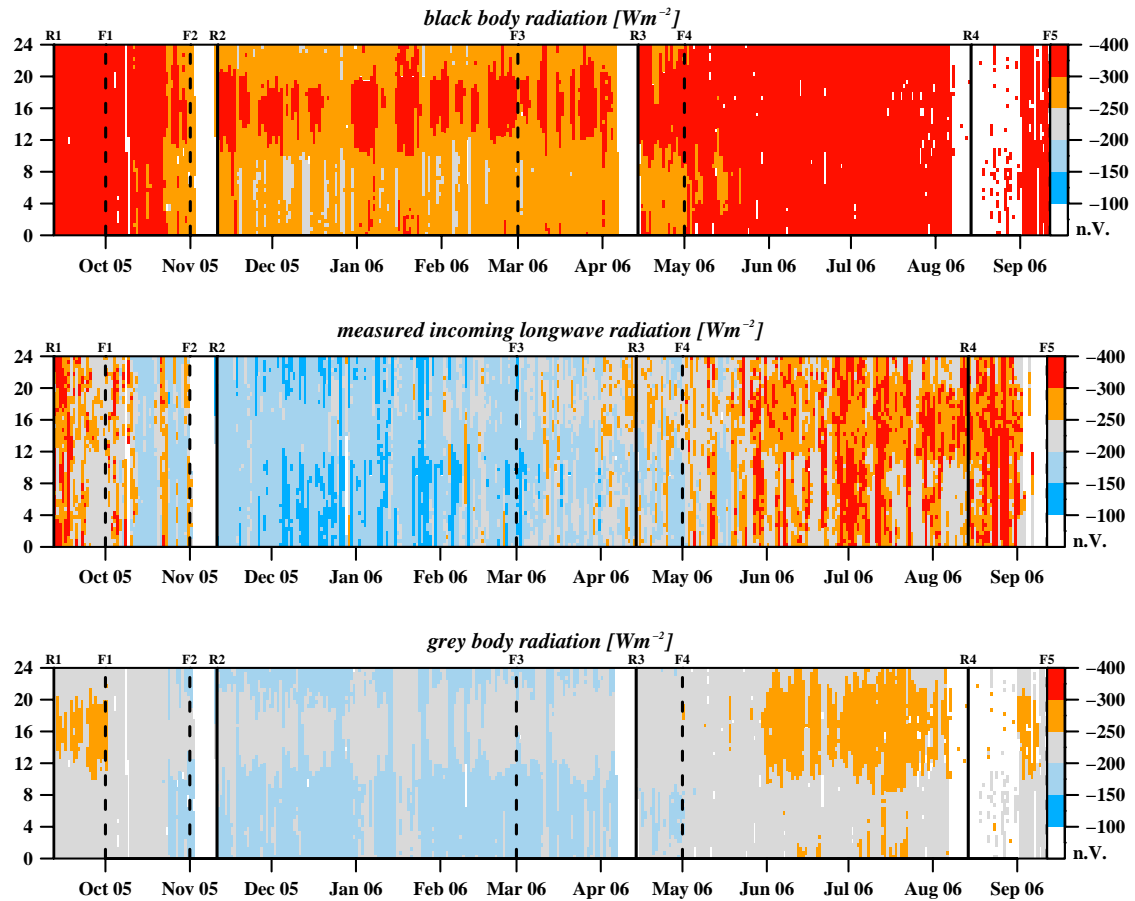 black body radiation [Wm⁻²]
R1 F1 F2 R2 F3 R3 F4 R4 F5
24 20 16 12 8 4 0
−400 −300 −250 −200 −150 −100 n.V.
Oct 05 Nov 05 Dec 05 Jan 06 Feb 06 Mar 06 Apr 06 May 06 Jun 06 Jul 06 Aug 06 Sep 06
measured incoming longwave radiation [Wm⁻²]
R1 F1 F2 R2 F3 R3 F4 R4 F5
24 20 16 12 8 4 0
−400 −300 −250 −200 −150 −100 n.V.
Oct 05 Nov 05 Dec 05 Jan 06 Feb 06 Mar 06 Apr 06 May 06 Jun 06 Jul 06 Aug 06 Sep 06
grey body radiation [Wm⁻²]
R1 F1 F2 R2 F3 R3 F4 R4 F5
24 20 16 12 8 4 0
−400 −300 −250 −200 −150 −100 n.V.
Oct 05 Nov 05 Dec 05 Jan 06 Feb 06 Mar 06 Apr 06 May 06 Jun 06 Jul 06 Aug 06 Sep 06